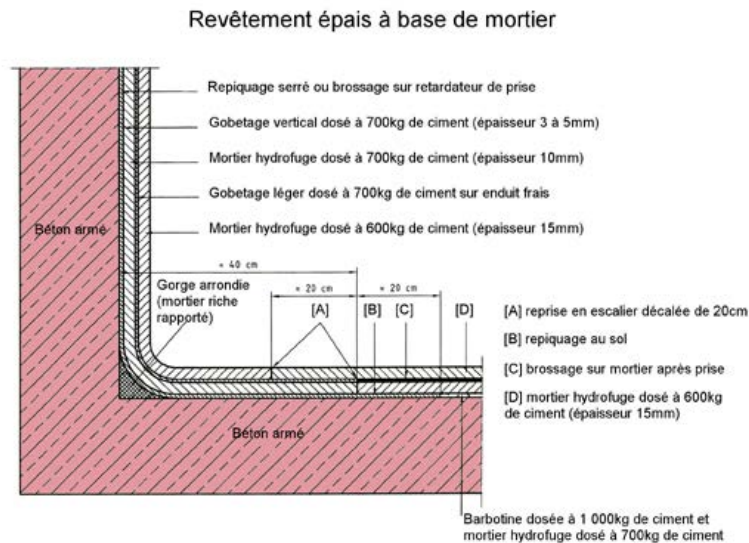 Revêtement épais à base de mortier
Repiquage serré ou brossage sur retardateur de prise
Gobetage vertical dosé à 700kg de ciment (épaisseur 3 à 5mm)
Mortier hydrofuge dosé à 700kg de ciment (épaisseur 10mm)
Gobetage léger dosé à 700kg de ciment sur enduit frais
Béton armé
Mortier hydrofuge dosé à 600kg de ciment (épaisseur 15mm)
≈ 40 cm
Gorge arrondie
(mortier riche
rapporté)
≈ 20 cm
≈ 20 cm
[A]
[B]
[C]
[D]
[A] reprise en escalier décalée de 20cm
[B] repiquage au sol
[C] brossage sur mortier après prise
[D] mortier hydrofuge dosé à 600kg
de ciment (épaisseur 15mm)
Béton armé
Barbotine dosée à 1 000kg de ciment et
mortier hydrofuge dosé à 700kg de ciment